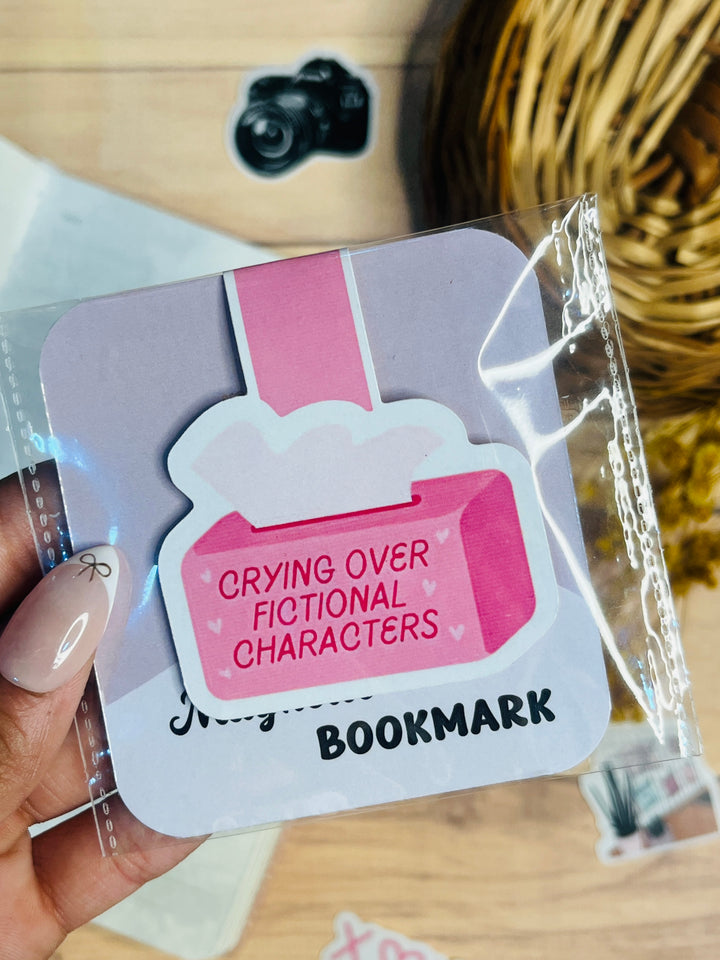 CRYING OVER
FICTIONAL
CHARACTERS
BOOKMARK
X